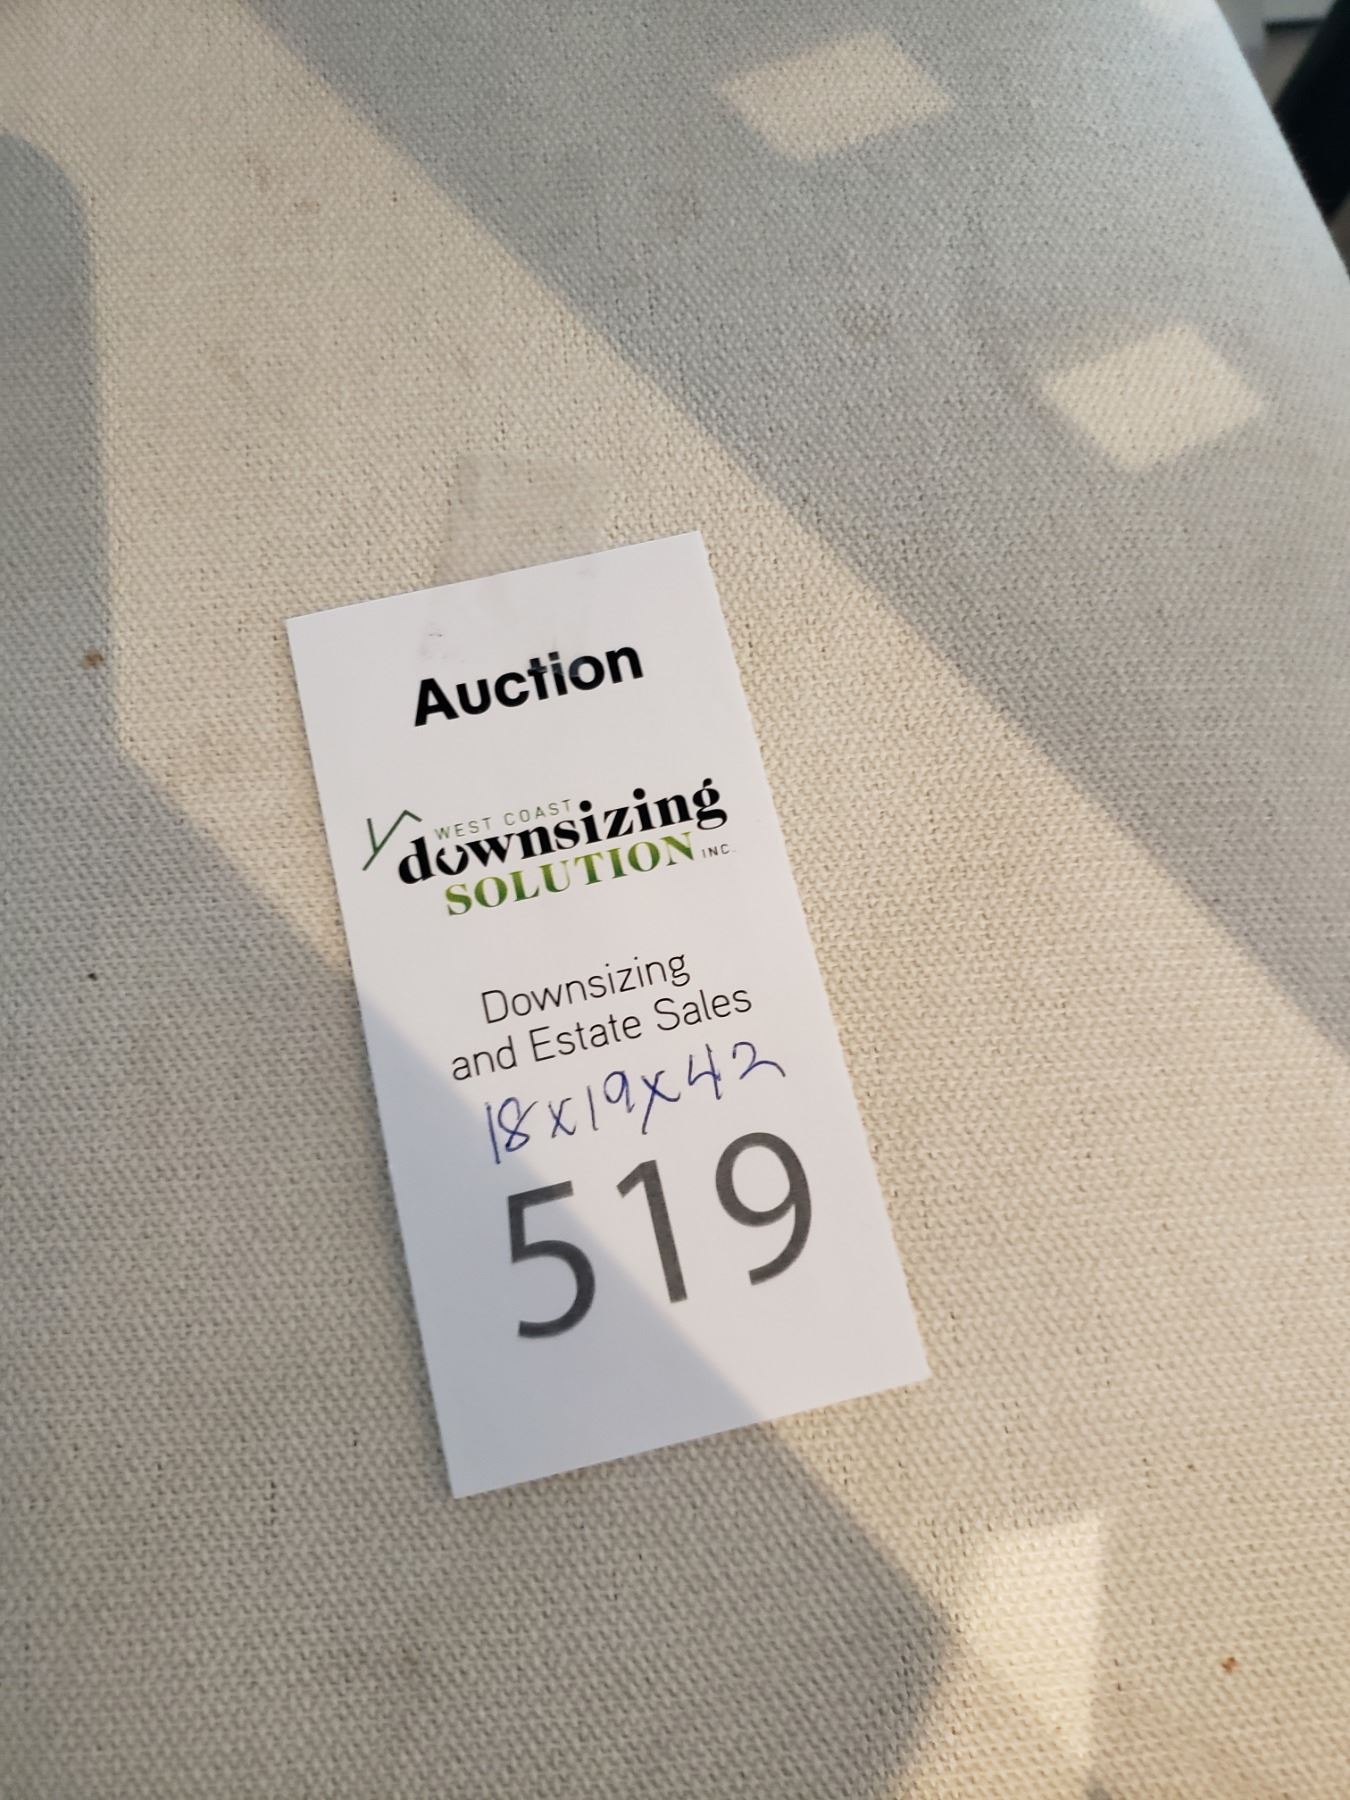 Auction
WEST COAST
downsizing
SOLUTION INC.
Downsizing
and Estate Sales
18x19x42
519